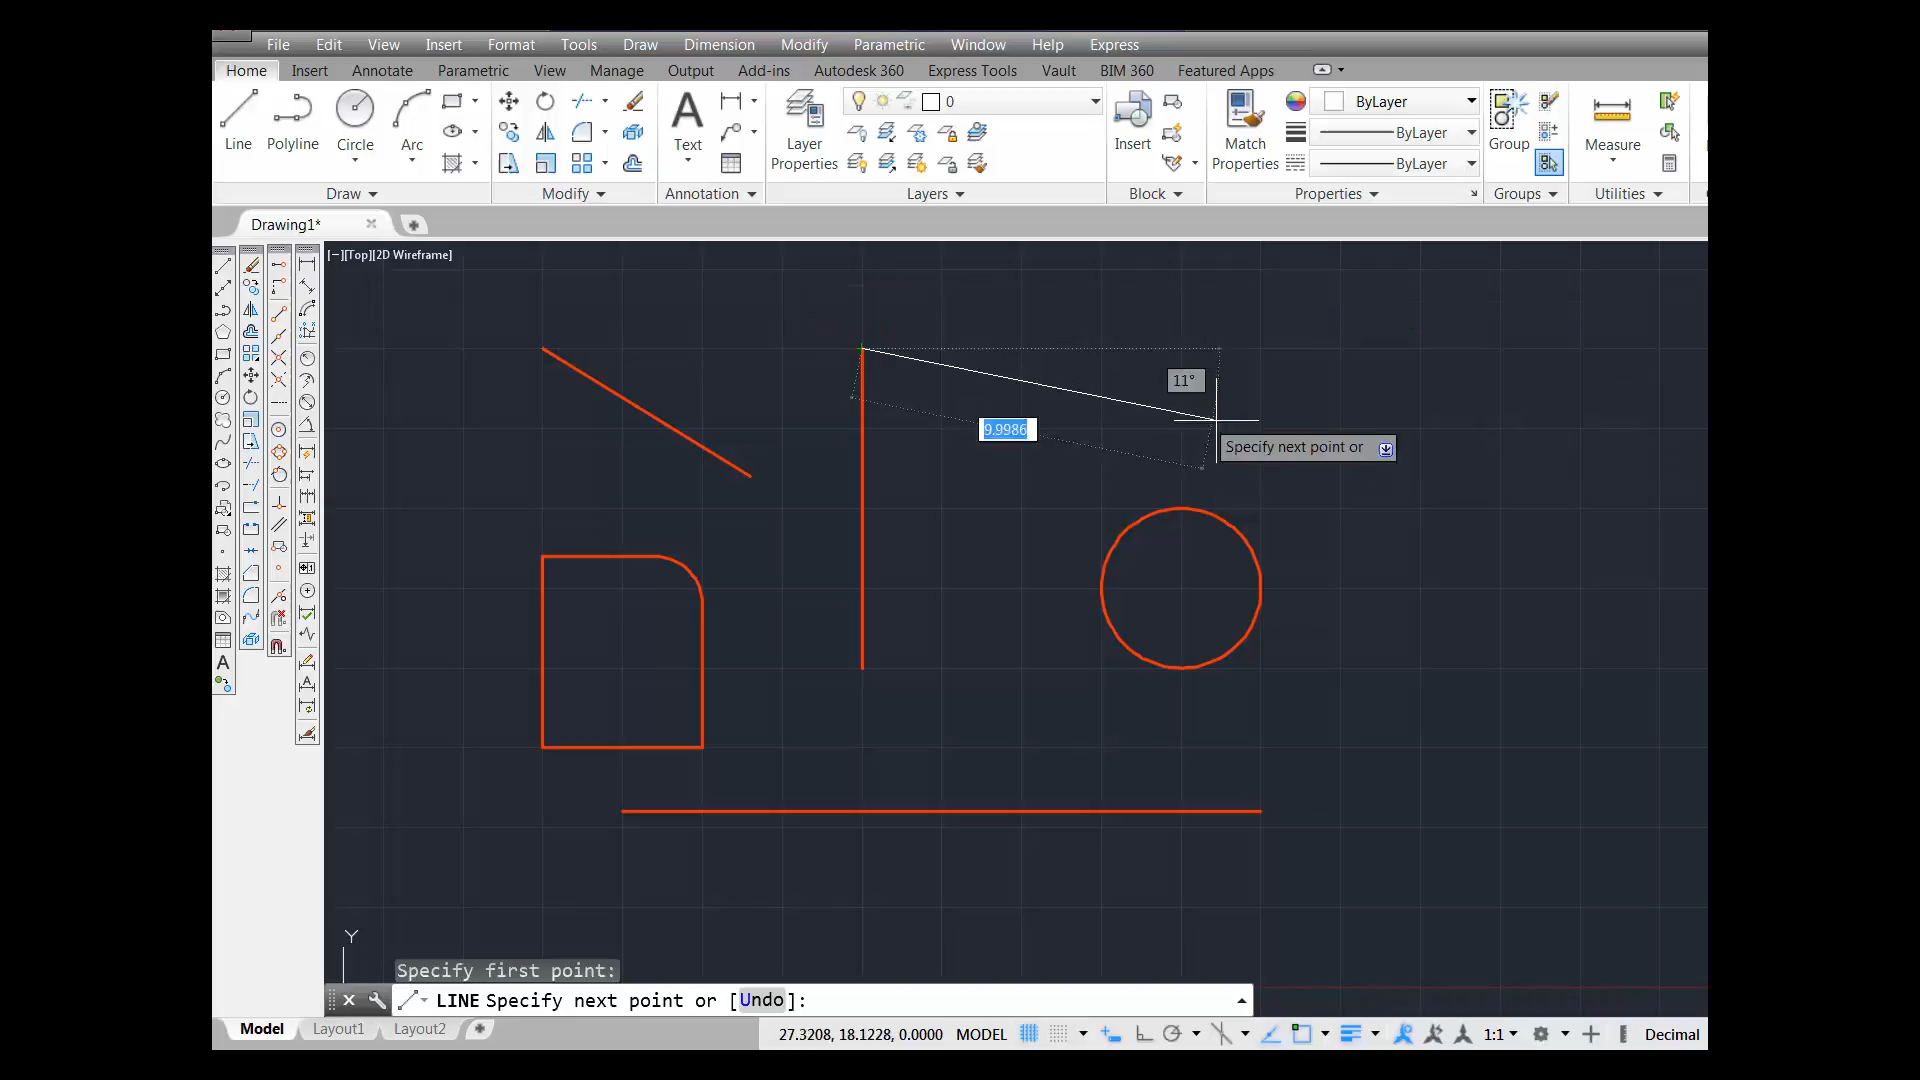 File Edit View Insert Format Tools Draw Dimension Modify Parametric Window Help Express
Home Insert Annotate Parametric View Manage Output Add-ins Autodesk 360 Express Tools Vault BIM 360 Featured Apps
0
ByLayer
Line Polyline Circle Arc
Text
Layer Properties
Insert
Match Properties
ByLayer
Group
Measure
ByLayer
Draw Modify Annotation Layers Block Properties Groups Utilities
Drawing1*
[−][Top][2D Wireframe]
11°
9.9986
Specify next point or
A
Y
Specify first point:
LINE Specify next point or [Undo]:
Model Layout1 Layout2
27.3208, 18.1228, 0.0000 MODEL 1:1 Decimal